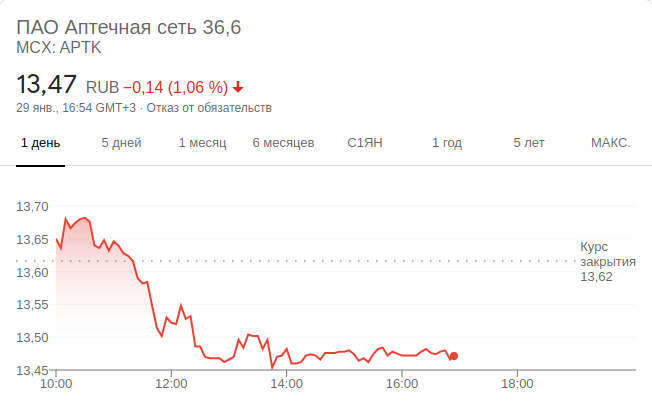 ПАО Аптечная сеть 36,6
MCX: APTK
13,47 RUB −0,14 (1,06 %)
29 янв., 16:54 GMT+3 · Отказ от обязательств
1 день 5 дней 1 месяц 6 месяцев С1ЯН 1 год 5 лет МАКС.
13,70
13,65
13,60
13,55
13,50
13,45
Курс
закрытия
13,62
10:00 12:00 14:00 16:00 18:00